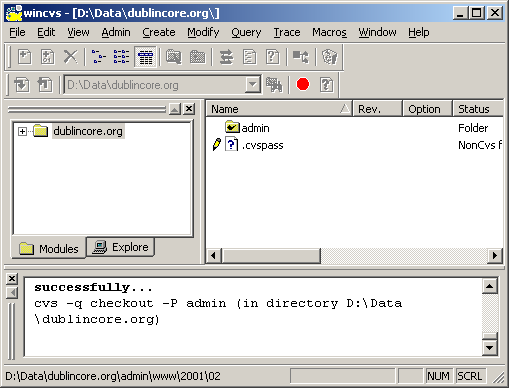 wincvs - [D:\Data\dublincore.org\]
File Edit View Admin Create Modify Query Trace Macros Window Help
D:\Data\dublincore.org
Name Rev. Option Status
dublincore.org
admin Folder
.cvspass NonCvs f
Modules Explore
successfully...
cvs -q checkout -P admin (in directory D:\Data
\dublincore.org)
D:\Data\dublincore.org\admin\www\2001\02 NUM SCRL